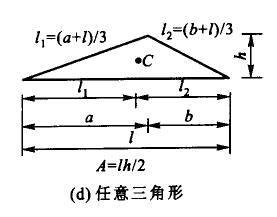 l₁=(a+l)/3
l₂=(b+l)/3
C
h
l₁
l₂
a
b
l
A=lh/2
(d) 任意三角形